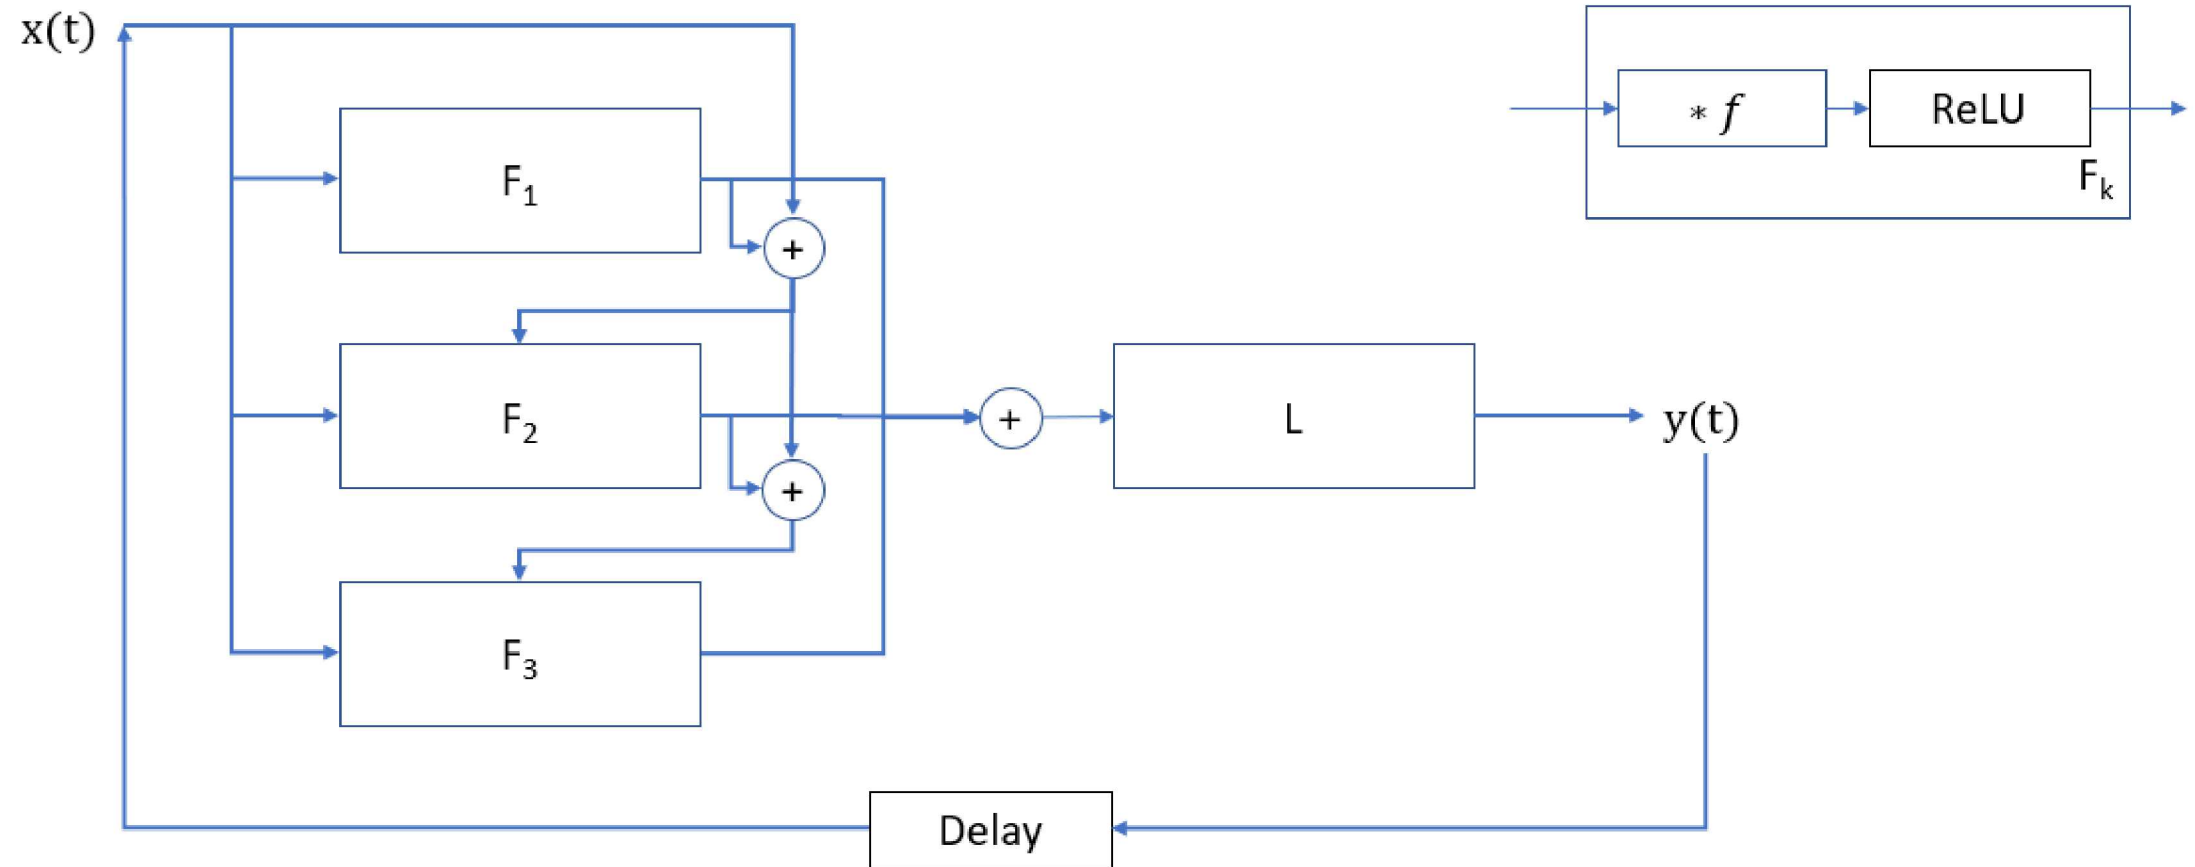 x(t)
* f
ReLU
F₁
Fₖ
+
F₂
+
L
y(t)
+
F₃
Delay